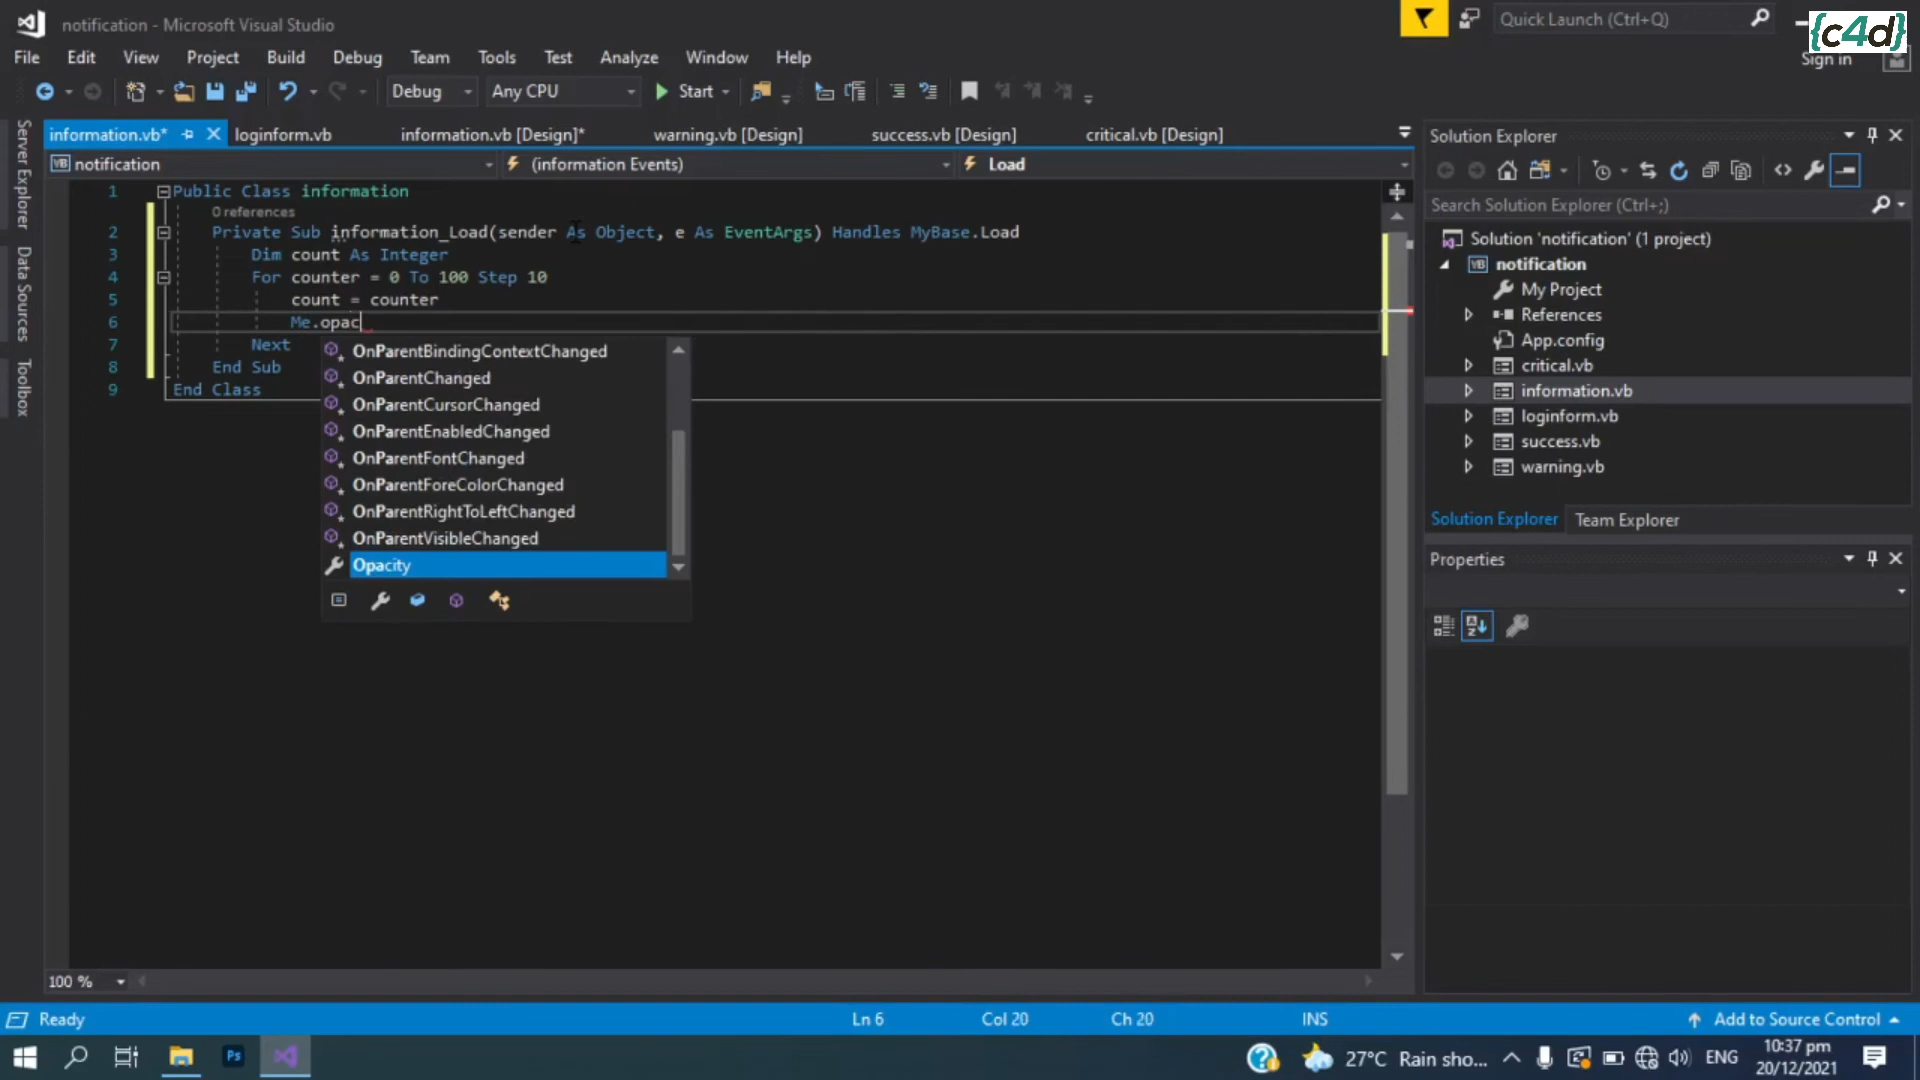 notification - Microsoft Visual Studio
Quick Launch (Ctrl+Q)
{c4d}
File Edit View Project Build Debug Team Tools Test Analyze Window Help
Sign in
Debug Any CPU Start
information.vb* loginform.vb information.vb [Design]* warning.vb [Design] success.vb [Design] critical.vb [Design]
notification (information Events) Load
1 Public Class information
0 references
2 Private Sub information_Load(sender As Object, e As EventArgs) Handles MyBase.Load
3 Dim count As Integer
4 For counter = 0 To 100 Step 10
5 count = counter
6 Me.opac
7 Next
8 End Sub
9 End Class
OnParentBindingContextChanged
OnParentChanged
OnParentCursorChanged
OnParentEnabledChanged
OnParentFontChanged
OnParentForeColorChanged
OnParentRightToLeftChanged
OnParentVisibleChanged
Opacity
Server Explorer
Data Sources
Toolbox
Solution Explorer
Search Solution Explorer (Ctrl+;)
Solution 'notification' (1 project)
VB notification
My Project
References
App.config
critical.vb
information.vb
loginform.vb
success.vb
warning.vb
Solution Explorer Team Explorer
Properties
100 %
Ready Ln 6 Col 20 Ch 20 INS Add to Source Control
Ps
27°C Rain sho... ENG 10:37 pm
20/12/2021